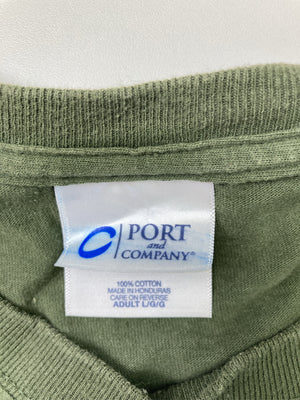 PORT
and
COMPANY®
100% COTTON
MADE IN HONDURAS
CARE ON REVERSE
ADULT L/G/G